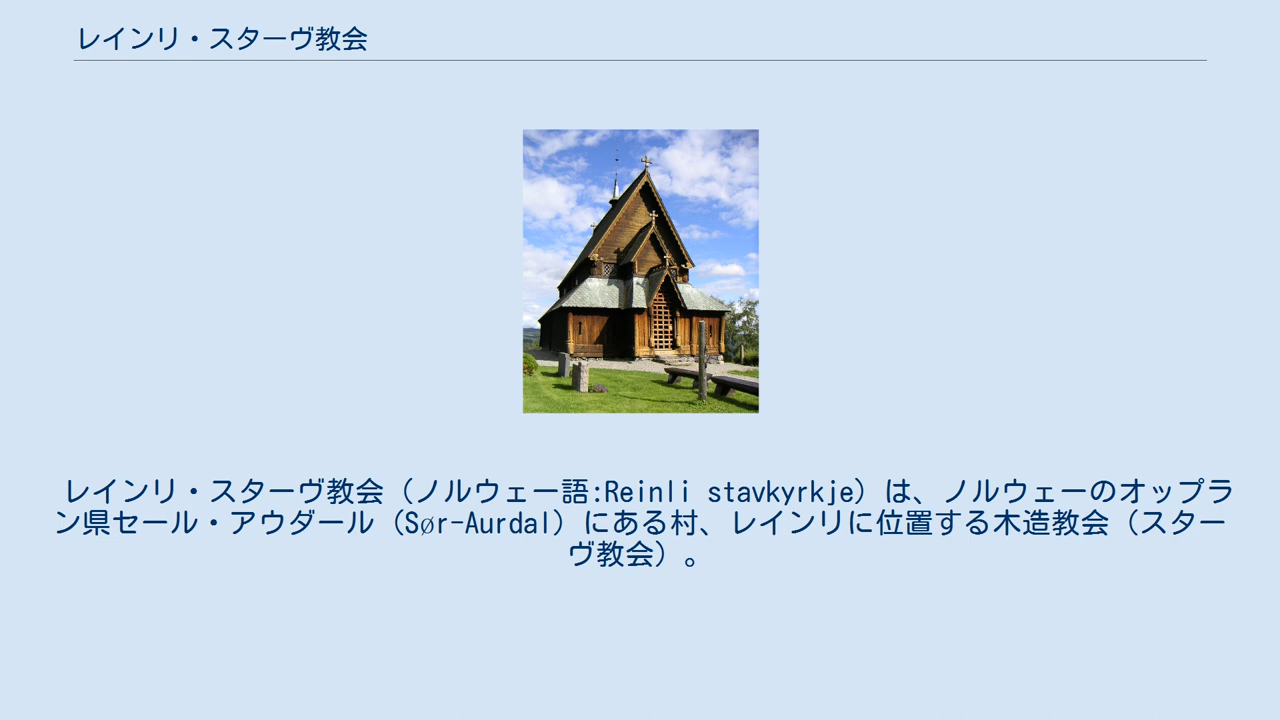 レインリ・スターヴ教会
レインリ・スターヴ教会（ノルウェー語:Reinli stavkyrkje）は、ノルウェーのオップラ
ン県セール・アウダール（Sør-Aurdal）にある村、レインリに位置する木造教会（スター
ヴ教会）。